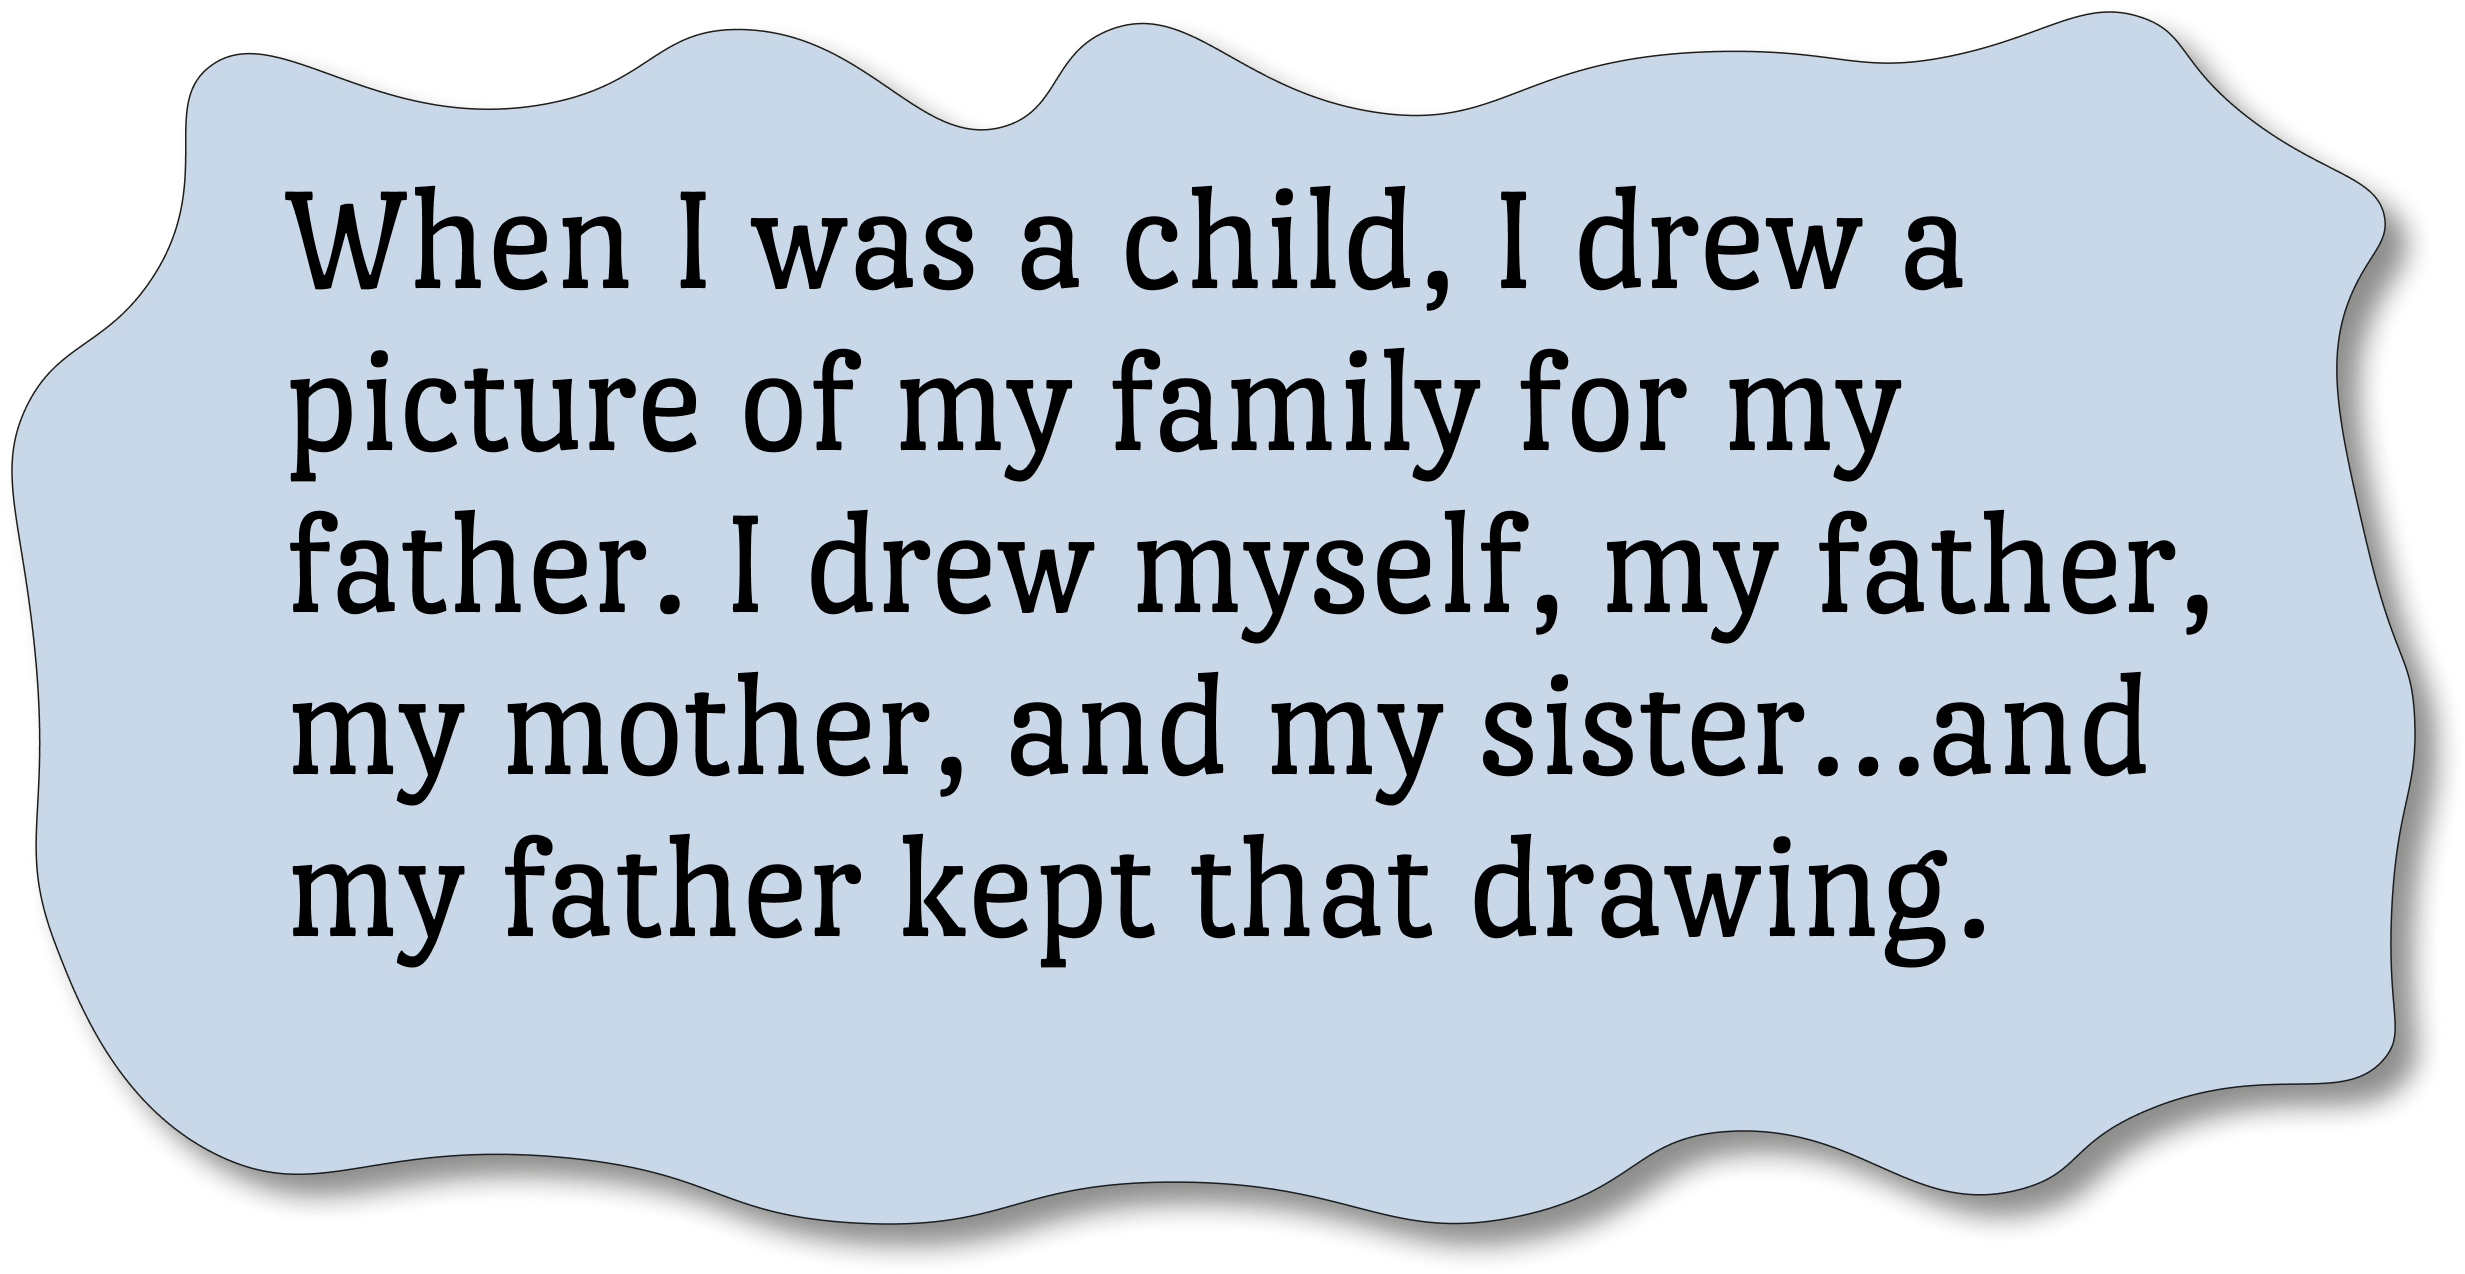 When I was a child, I drew a
picture of my family for my
father. I drew myself, my father,
my mother, and my sister...and
my father kept that drawing.